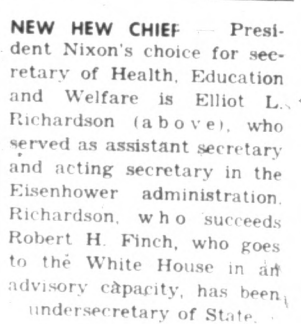 NEW HEW CHIEF — Presi-
dent Nixon's choice for sec-
retary of Health, Education
and Welfare is Elliot L.
Richardson (above), who
served as assistant secretary
and acting secretary in the
Eisenhower administration.
Richardson, who succeeds
Robert H. Finch, who goes
to the White House in an
advisory capacity, has been
undersecretary of State.